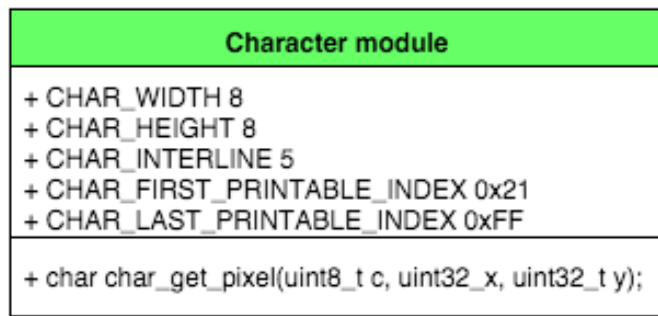 Character module
+ CHAR_WIDTH 8
+ CHAR_HEIGHT 8
+ CHAR_INTERLINE 5
+ CHAR_FIRST_PRINTABLE_INDEX 0x21
+ CHAR_LAST_PRINTABLE_INDEX 0xFF
+ char char_get_pixel(uint8_t c, uint32_x, uint32_t y);